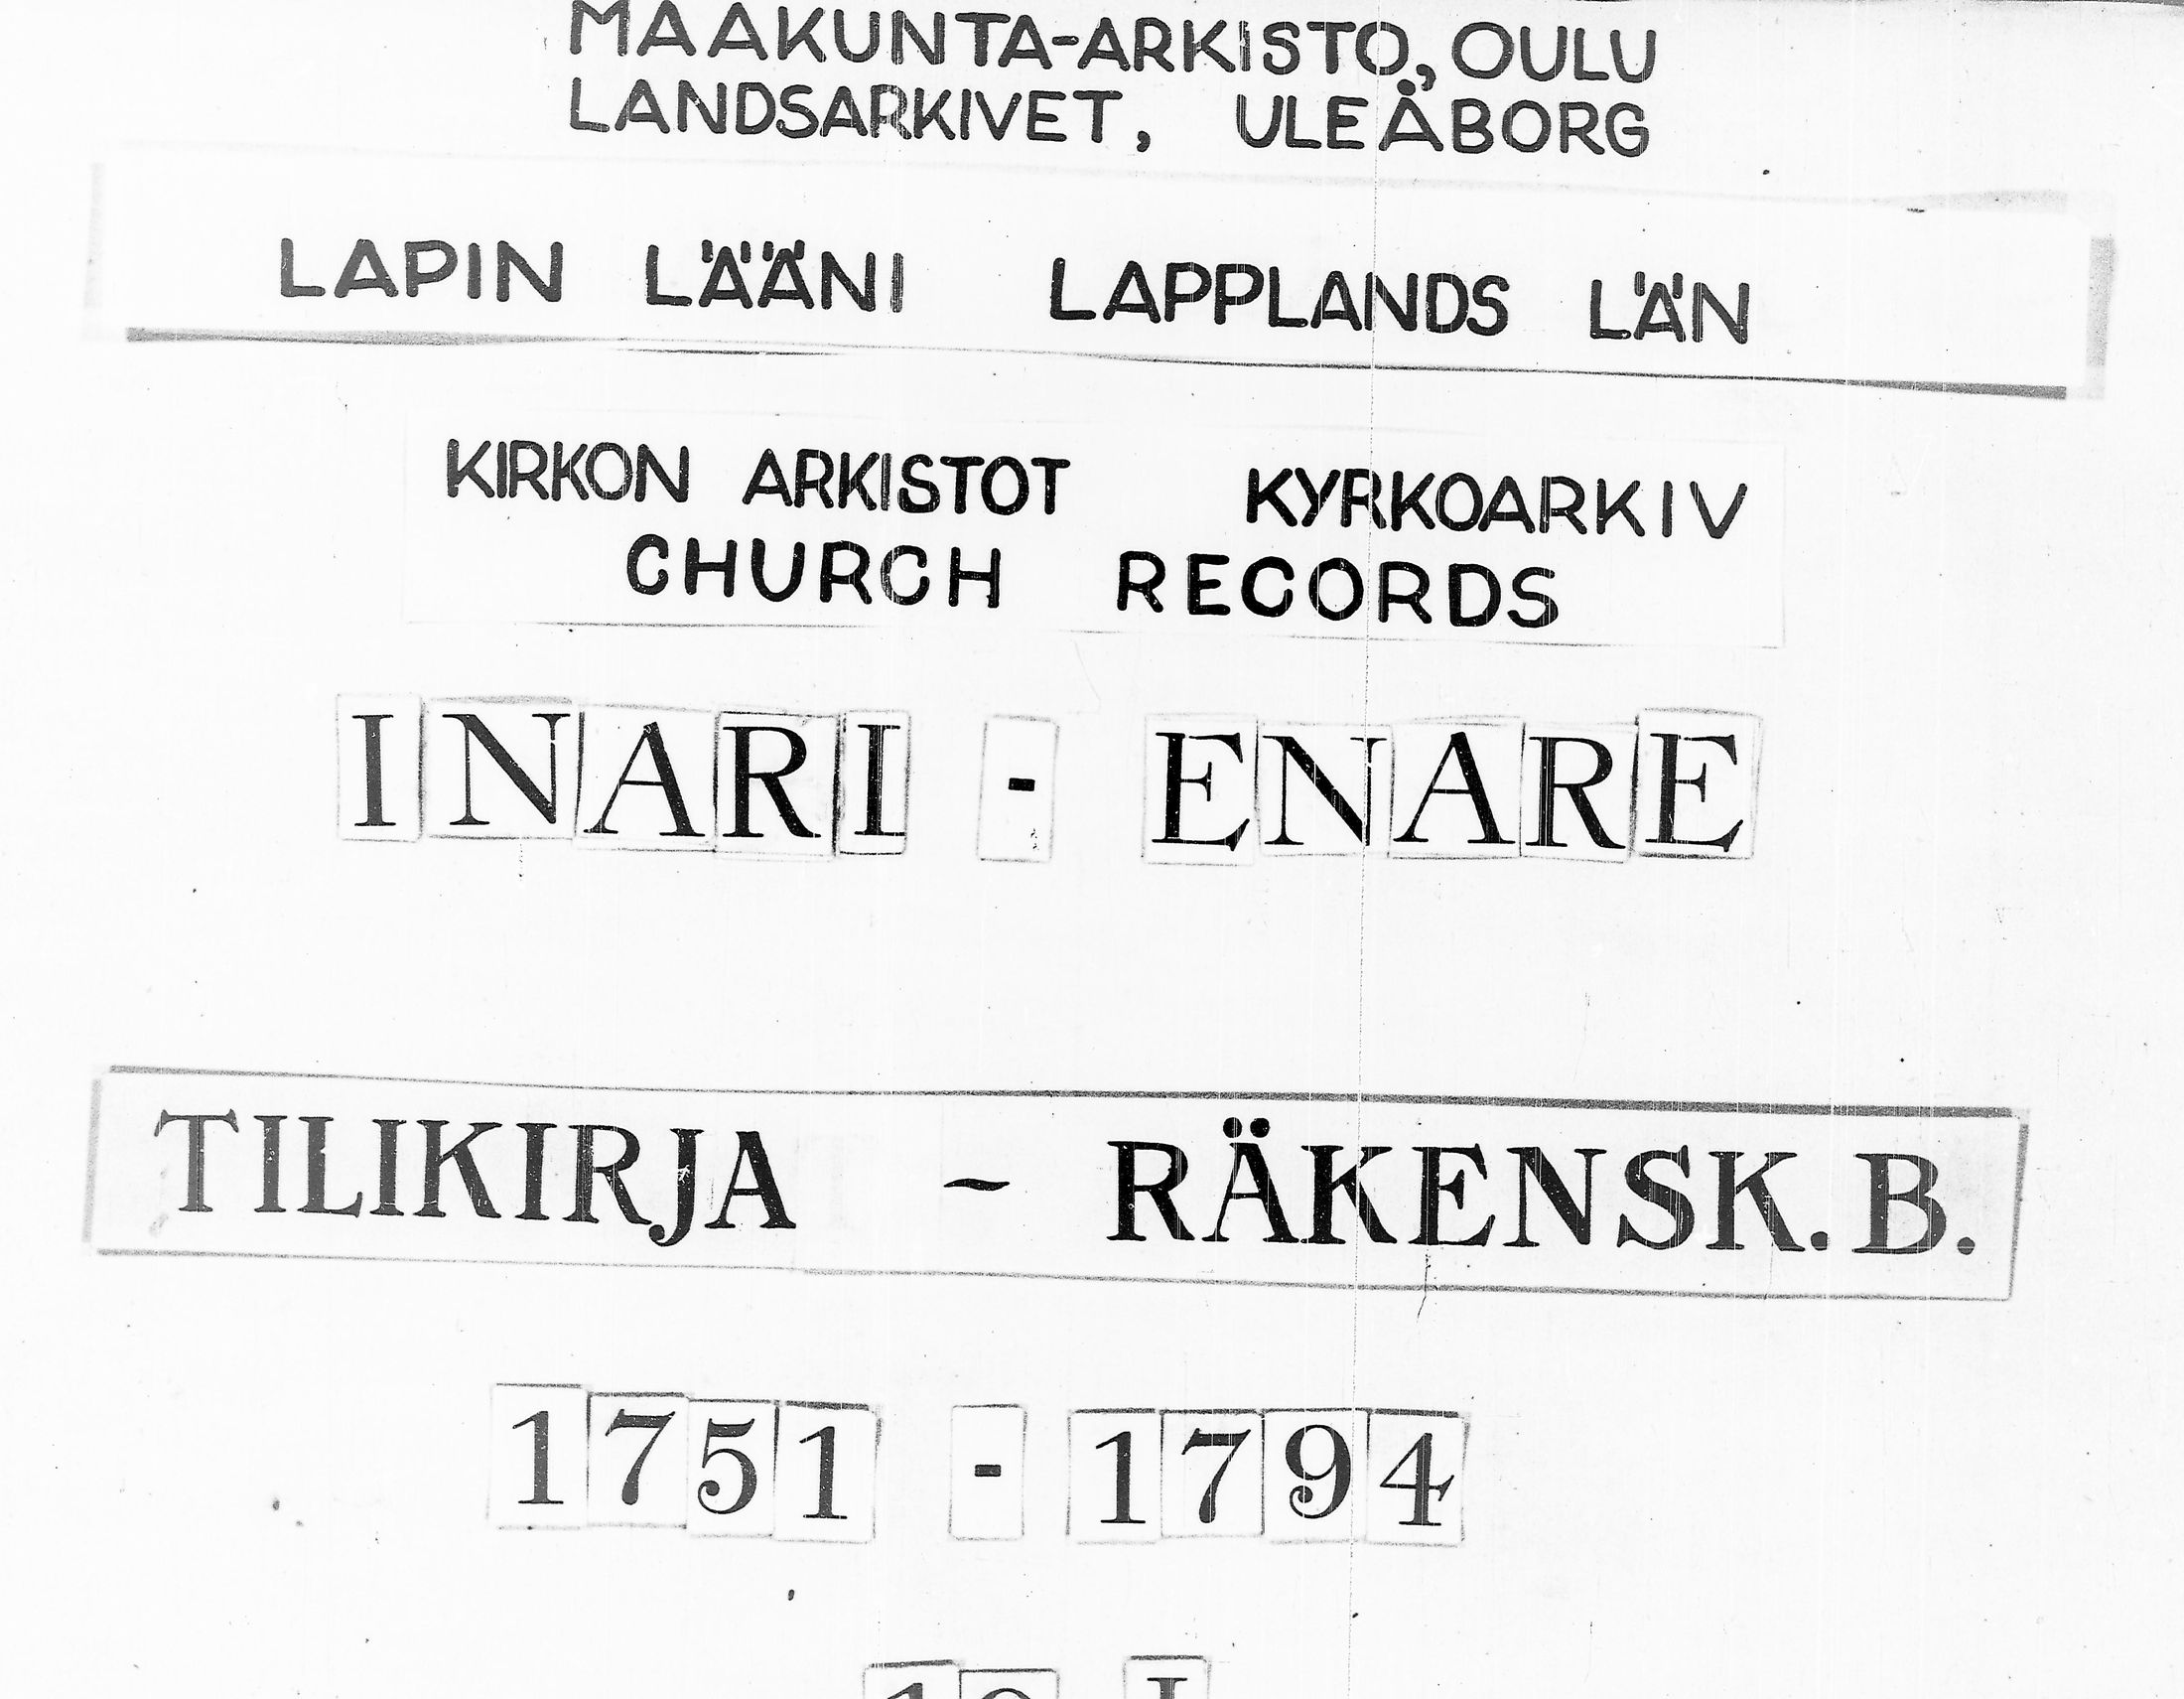 MAAKUNTA-ARKISTO, OULU
LANDSARKIVET, ULEÅBORG
LAPIN LÄÄNI LAPPLANDS LÄN
KIRKON ARKISTOT KYRKOARKIV
CHURCH RECORDS
INARI - ENARE
TILIKIRJA - RÄKENSK. B.
1751 - 1794